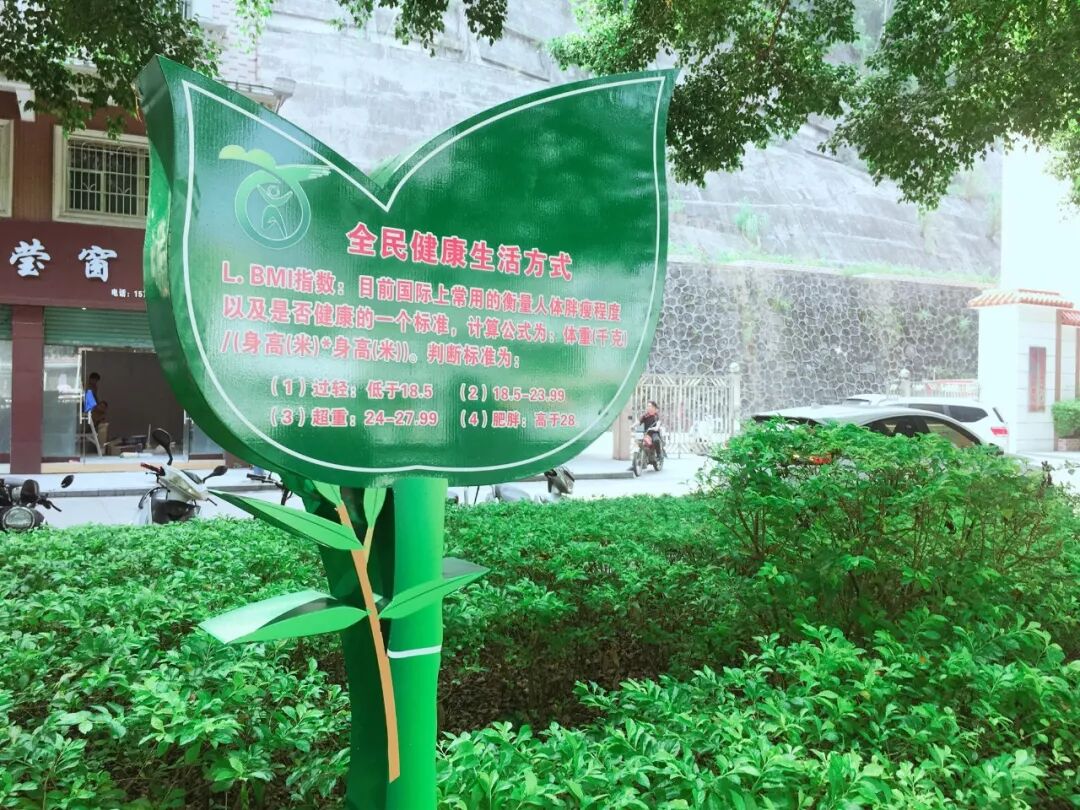 全民健康生活方式
L. BMI指数：目前国际上常用的衡量人体胖瘦程度
以及是否健康的一个标准，计算公式为：体重(千克)
/(身高(米)*身高(米))。判断标准为：
（1）过轻：低于18.5 （2）18.5-23.99
（3）超重：24-27.99 （4）肥胖：高于28
莹窗
电话：15